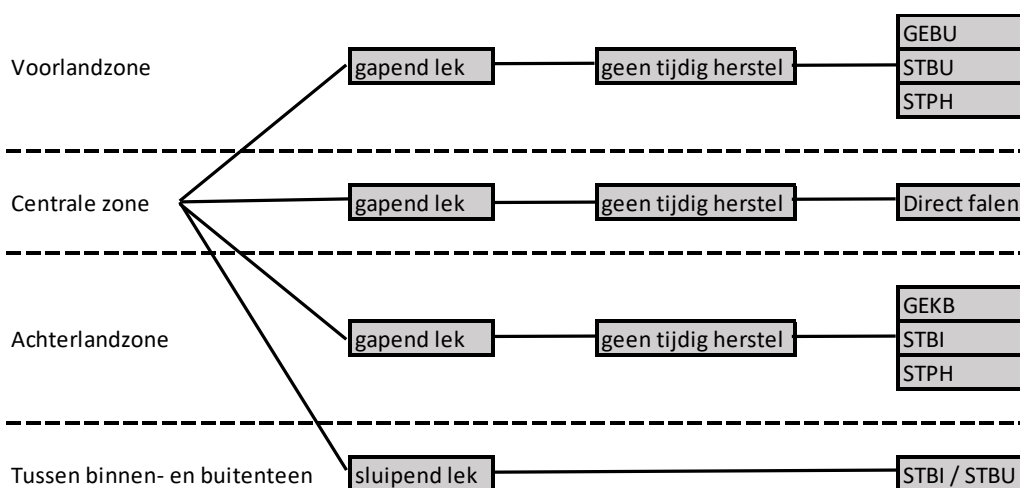 GEBU
Voorlandzone gapend lek geen tijdig herstel STBU
STPH
Centrale zone gapend lek geen tijdig herstel Direct falen
GEKB
Achterlandzone gapend lek geen tijdig herstel STBI
STPH
Tussen binnen- en buitenteen sluipend lek STBI / STBU